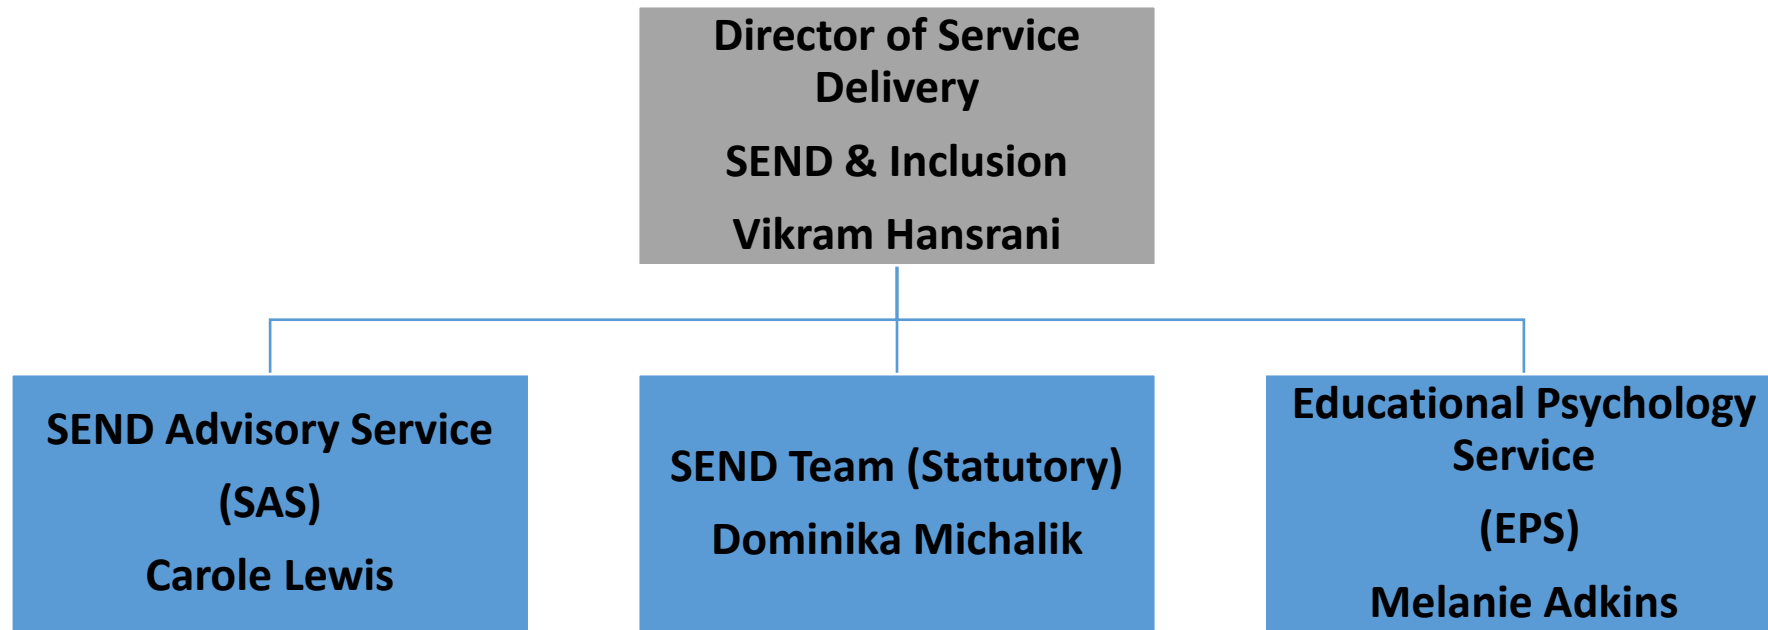 Director of Service
Delivery
SEND & Inclusion
Vikram Hansrani
SEND Advisory Service
(SAS)
Carole Lewis
SEND Team (Statutory)
Dominika Michalik
Educational Psychology
Service
(EPS)
Melanie Adkins